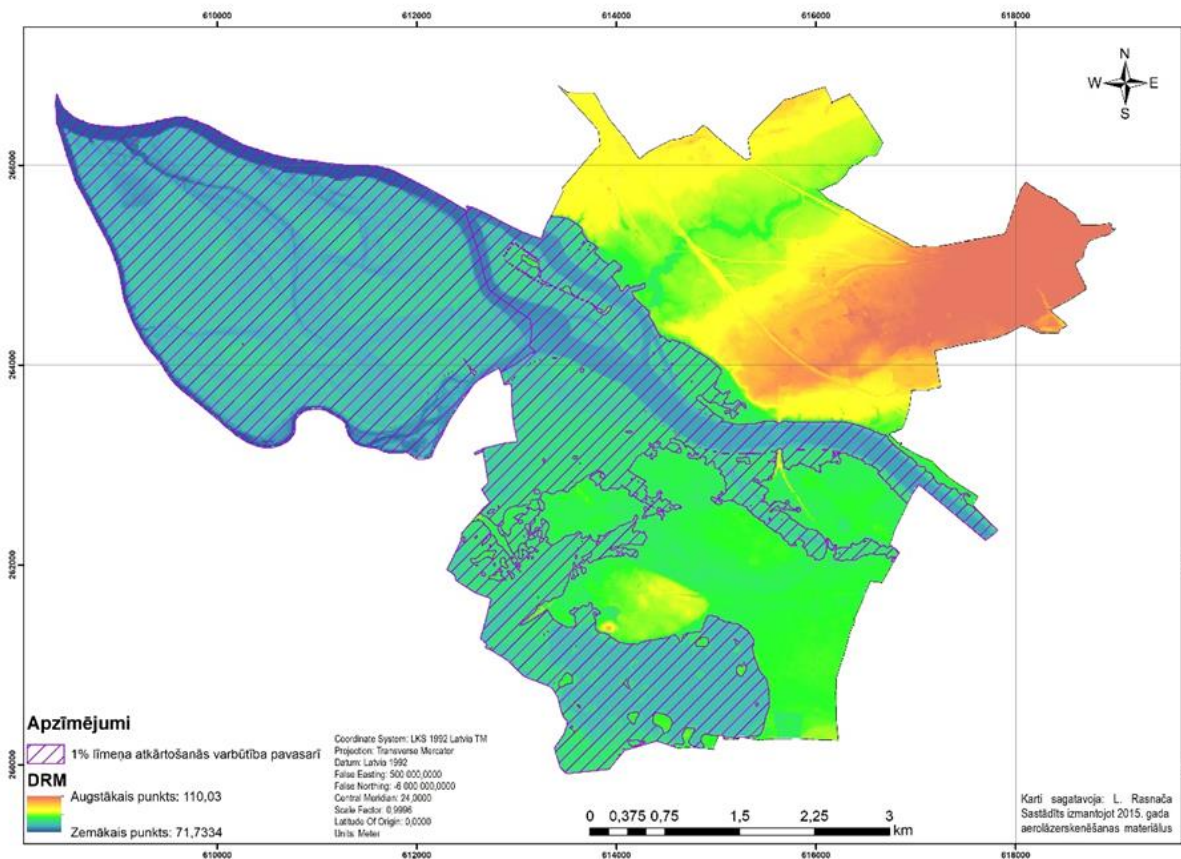 610000 612000 614000 616000 618000
N
W E
S
266000 266000
264000 264000
262000 262000
260000 260000
Apzīmējumi
1% līmeņa atkārtošanās varbūtība pavasarī
DRM
Augstākais punkts: 110,03
Zemākais punkts: 71,7334
Coordinate System: LKS 1992 Latvia TM
Projection: Transverse Mercator
Datum: Latvia 1992
False Easting: 500 000,0000
False Northing: -6 000 000,0000
Central Meridian: 24,0000
Scale Factor: 0,9996
Latitude Of Origin: 0,0000
Units: Meter
0 0,375 0,75 1,5 2,25 3
km
Karti sagatavoja: L. Rasnača
Sastādīts izmantojot 2015. gada
aerolāzerskenēšanas materiālus
610000 612000 614000 616000 618000